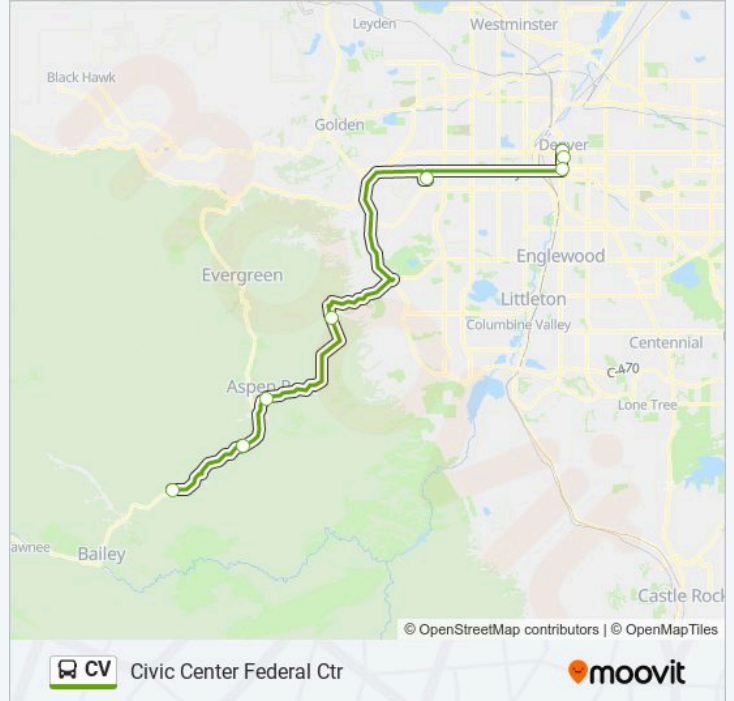 Leyden
Westminster
Black Hawk
Golden
Denver
Evergreen
Englewood
Littleton
Columbine Valley
Centennial
C-470
Aspen P
Lone Tree
awnee
Bailey
Castle Rock
© OpenStreetMap contributors | © OpenMapTiles
CV Civic Center Federal Ctr
moovit